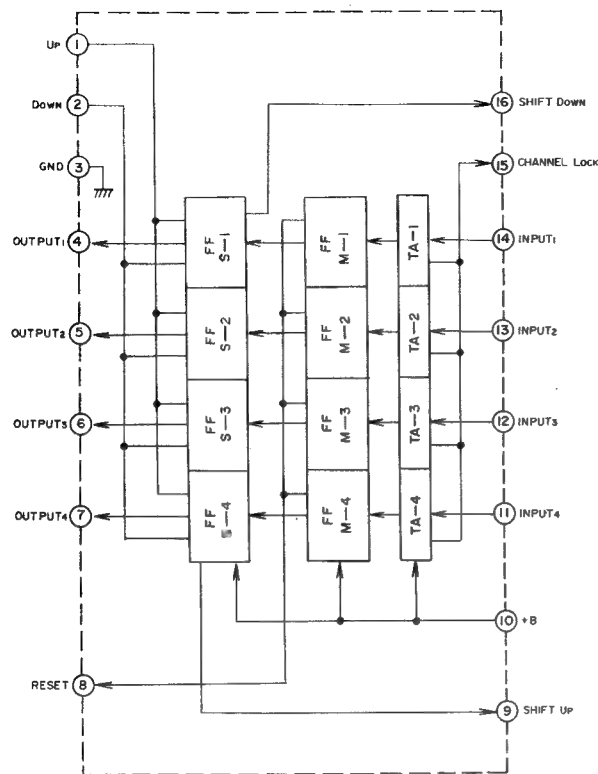 UP 1
DOWN 2
GND 3
OUTPUT1 4
OUTPUT2 5
OUTPUT3 6
OUTPUT4 7
RESET 8
16 SHIFT DOWN
15 CHANNEL LOCK
14 INPUT1
13 INPUT2
12 INPUT3
11 INPUT4
10 +B
9 SHIFT UP
FF S-1
FF S-2
FF S-3
FF -4
FF M-1
FF M-2
FF M-3
FF M-4
TA-1
TA-2
TA-3
TA-4